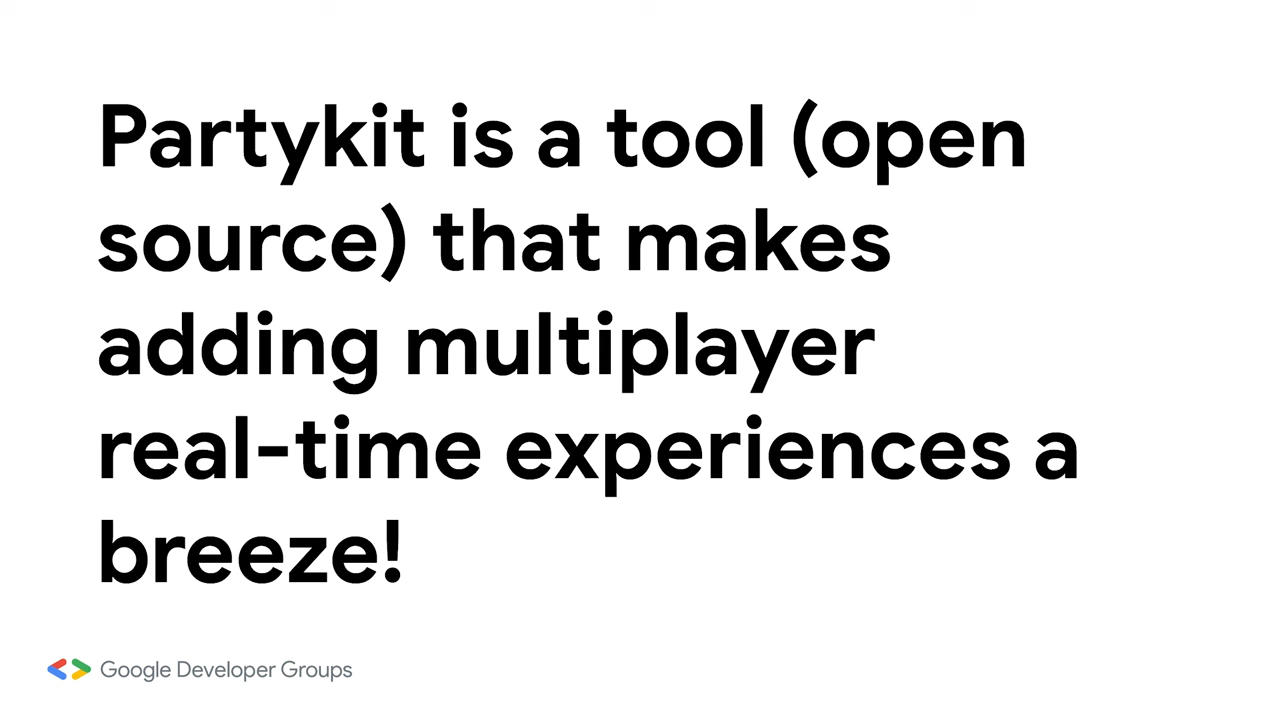 Partykit is a tool (open
source) that makes
adding multiplayer
real-time experiences a
breeze!
Google Developer Groups